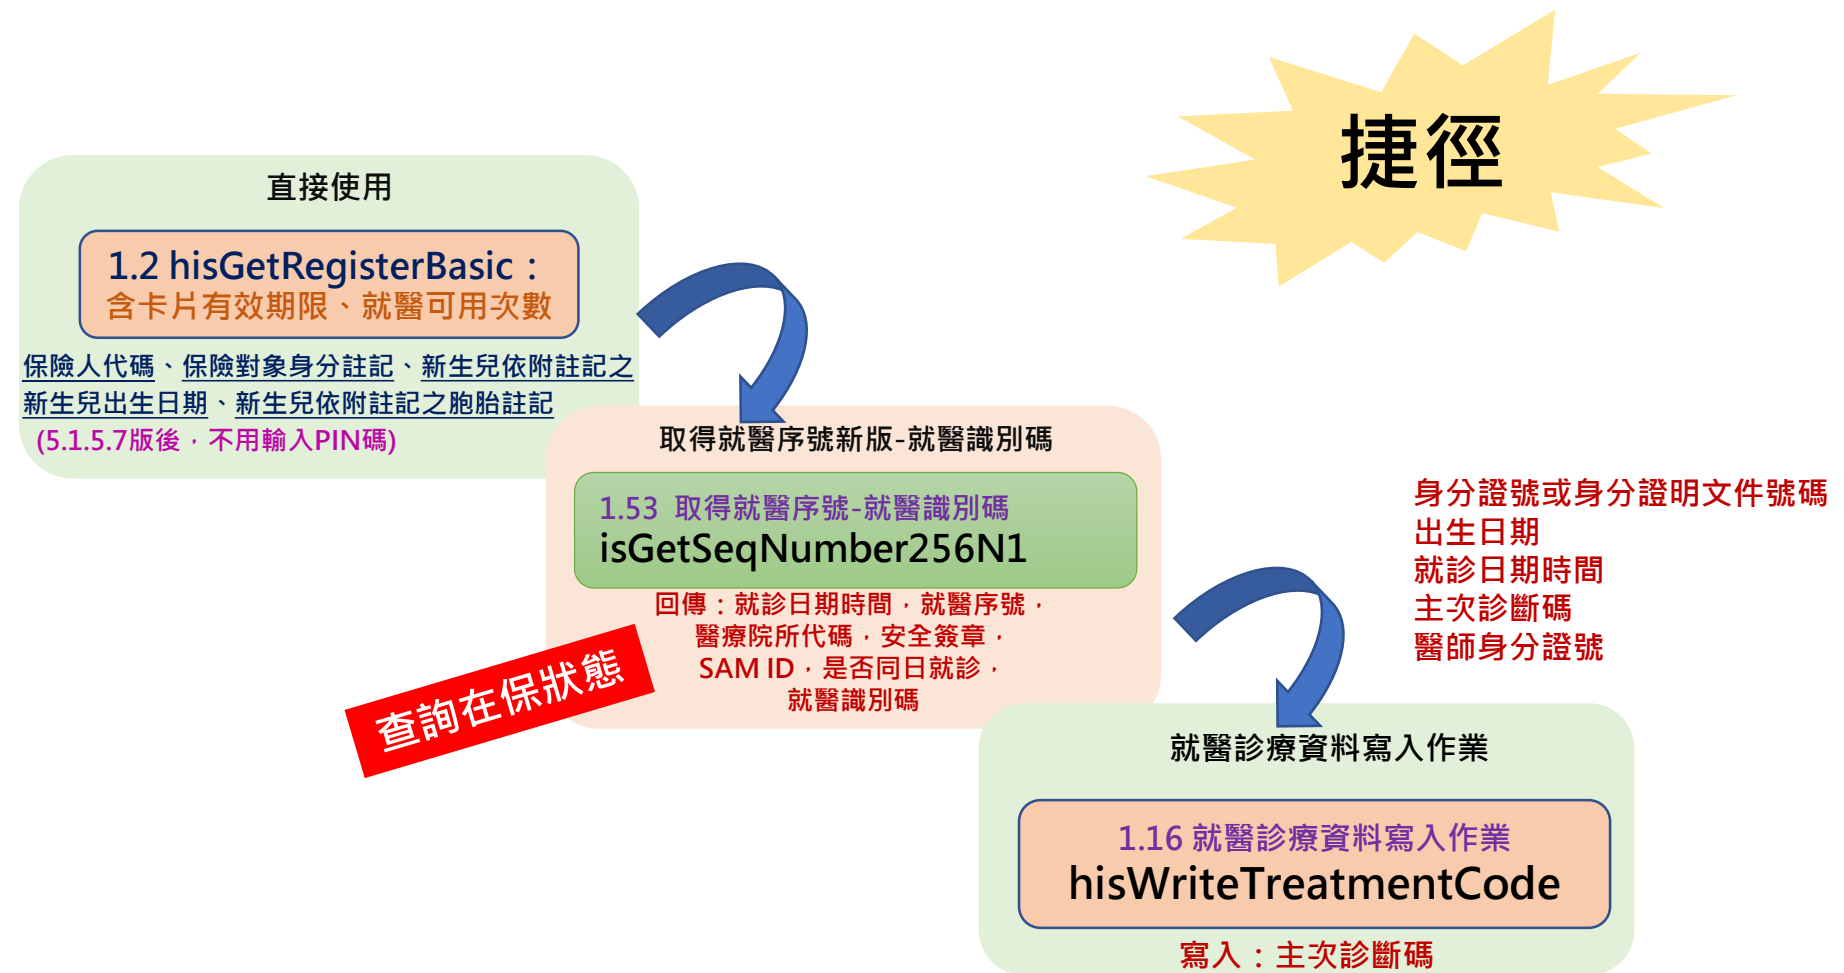 捷徑
直接使用
1.2 hisGetRegisterBasic：
含卡片有效期限、就醫可用次數
保險人代碼、保險對象身分註記、新生兒依附註記之
新生兒出生日期、新生兒依附註記之胞胎註記
(5.1.5.7版後，不用輸入PIN碼)
取得就醫序號新版-就醫識別碼
1.53 取得就醫序號-就醫識別碼
isGetSeqNumber256N1
回傳：就診日期時間，就醫序號，
醫療院所代碼，安全簽章，
SAM ID，是否同日就診，
就醫識別碼
查詢在保狀態
身分證號或身分證明文件號碼
出生日期
就診日期時間
主次診斷碼
醫師身分證號
就醫診療資料寫入作業
1.16 就醫診療資料寫入作業
hisWriteTreatmentCode
寫入：主次診斷碼